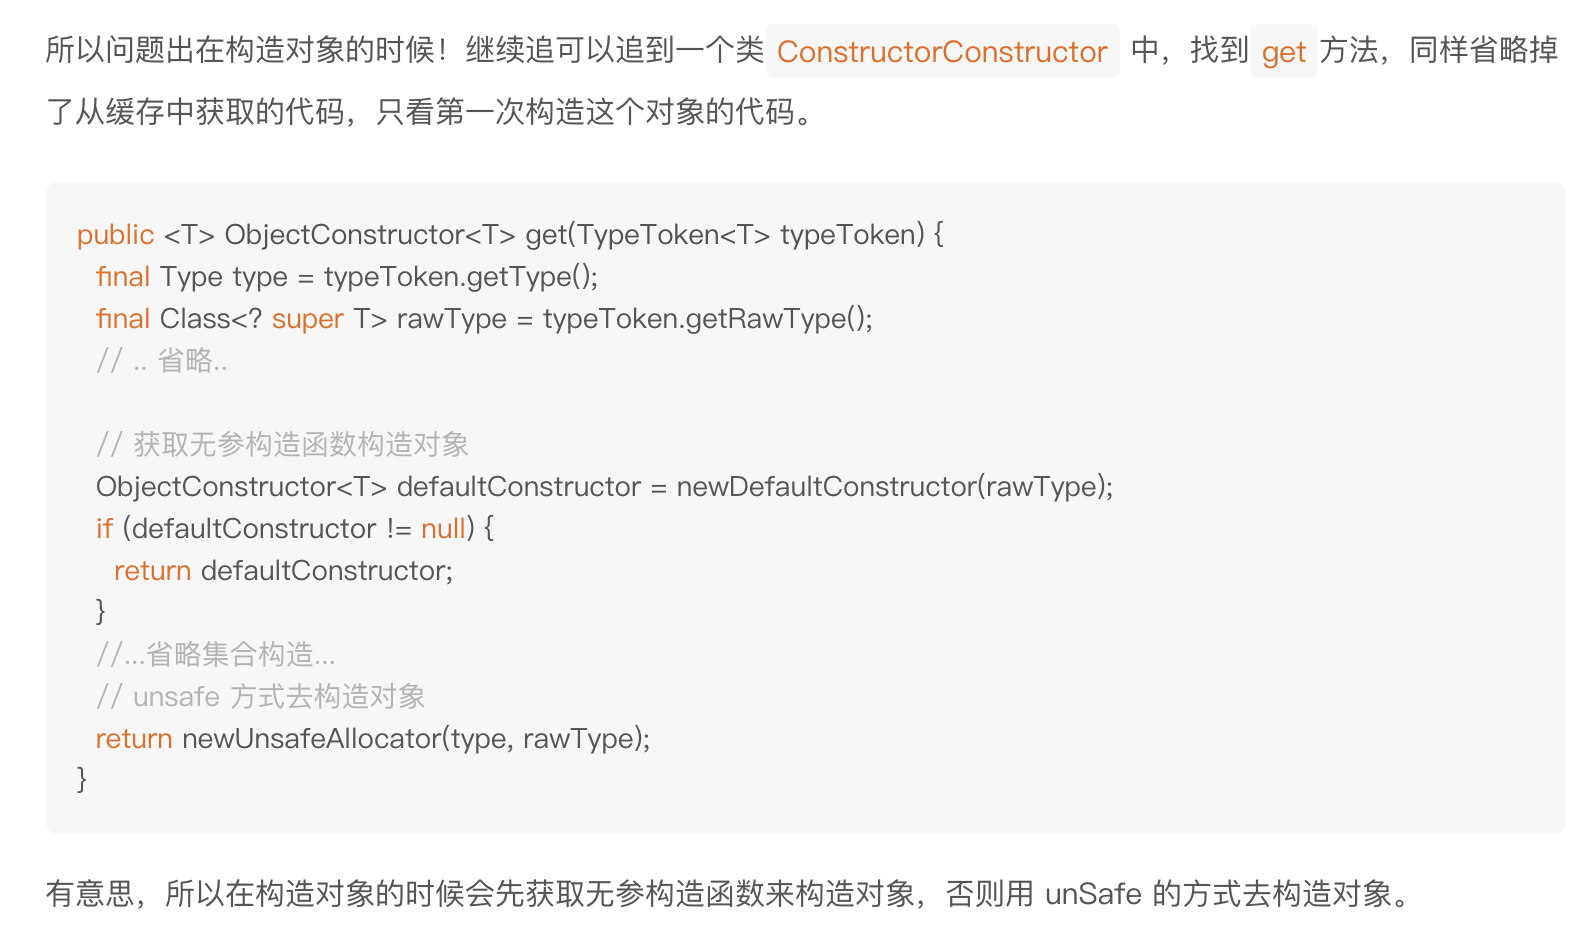 所以问题出在构造对象的时候！继续追可以追到一个类 ConstructorConstructor 中，找到 get 方法，同样省略掉
了从缓存中获取的代码，只看第一次构造这个对象的代码。
public <T> ObjectConstructor<T> get(TypeToken<T> typeToken) {
  final Type type = typeToken.getType();
  final Class<? super T> rawType = typeToken.getRawType();
  // .. 省略..
  // 获取无参构造函数构造对象
  ObjectConstructor<T> defaultConstructor = newDefaultConstructor(rawType);
  if (defaultConstructor != null) {
    return defaultConstructor;
  }
  //...省略集合构造...
  // unsafe 方式去构造对象
  return newUnsafeAllocator(type, rawType);
}
有意思，所以在构造对象的时候会先获取无参构造函数来构造对象，否则用 unSafe 的方式去构造对象。